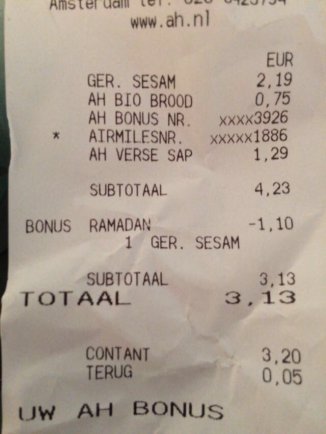 Amsterdam tel.
www.ah.nl
EUR
GER. SESAM 2,19
AH BIO BROOD 0,75
AH BONUS NR. xxxx3926
* AIRMILESNR. xxxxx1886
AH VERSE SAP 1,29
SUBTOTAAL 4,23
BONUS RAMADAN -1,10
1 GER. SESAM
SUBTOTAAL 3,13
TOTAAL 3,13
CONTANT 3,20
TERUG 0,05
UW AH BONUS